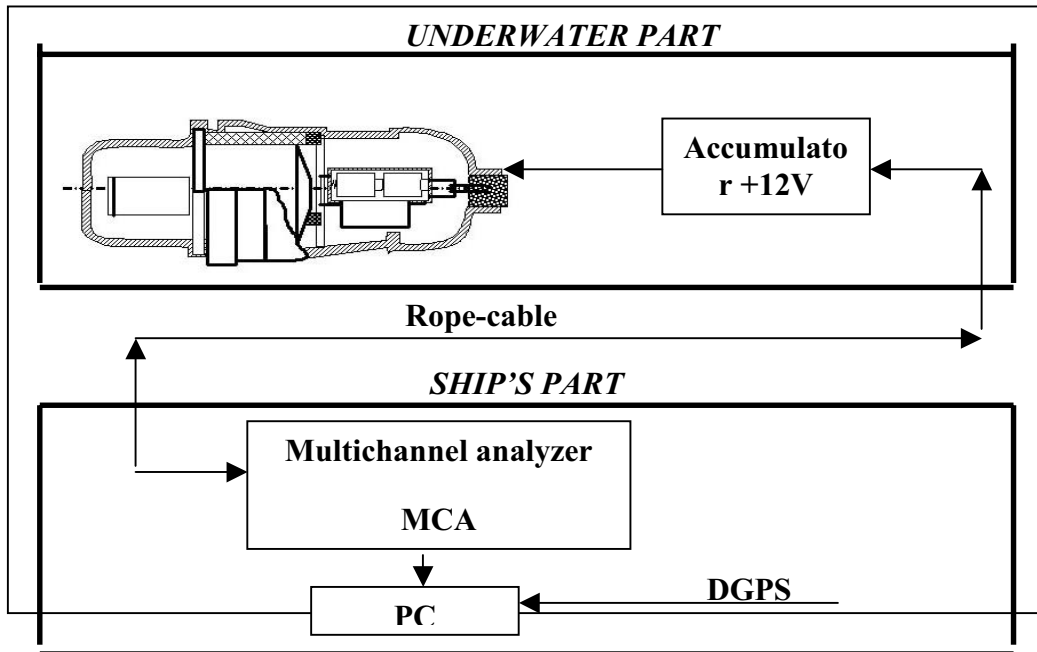 UNDERWATER PART
Accumulato
r +12V
Rope-cable
SHIP'S PART
Multichannel analyzer
MCA
DGPS
PC